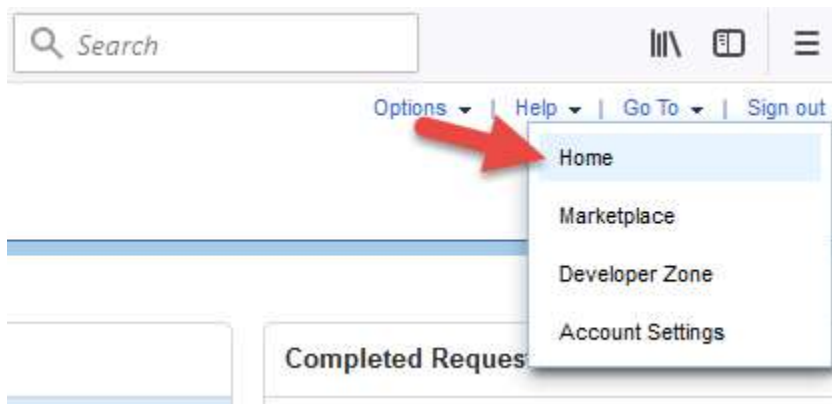 Search
Options | Help | Go To | Sign out
Home
Marketplace
Developer Zone
Account Settings
Completed Reques